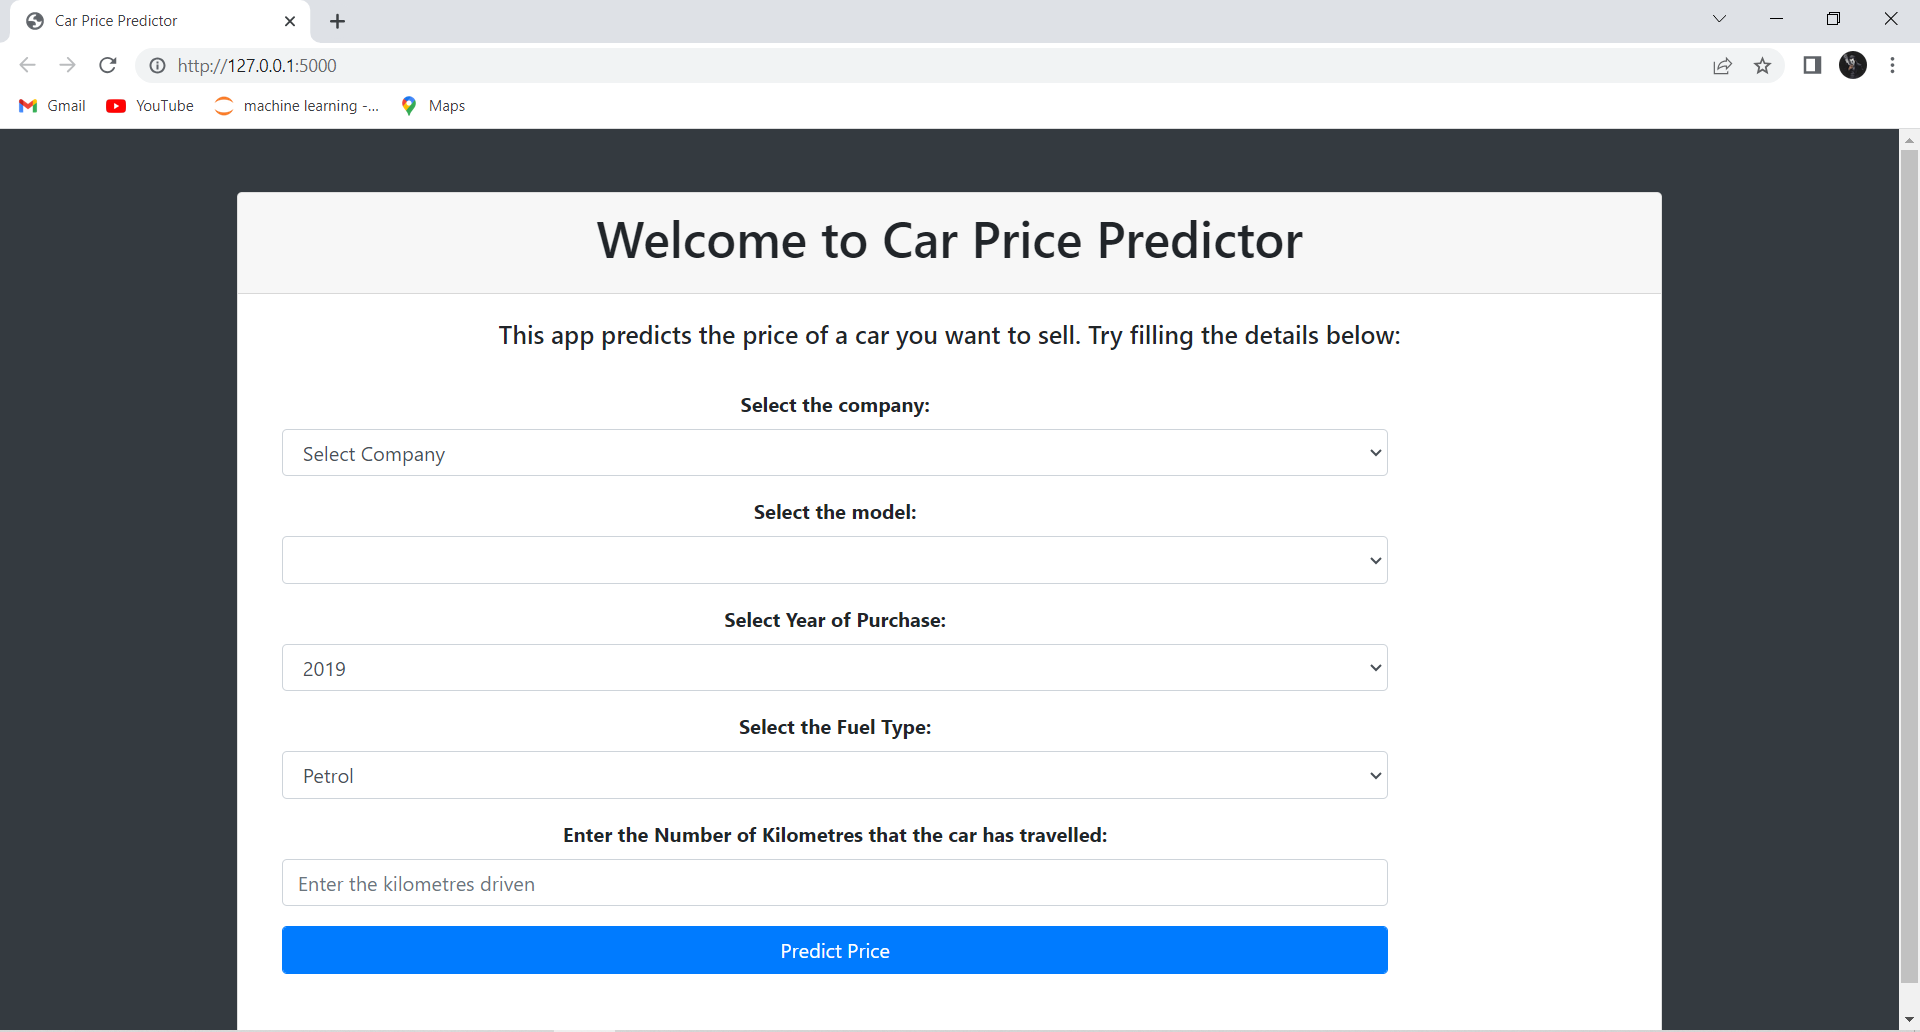 Car Price Predictor
http://127.0.0.1:5000
Gmail YouTube machine learning -... Maps
Welcome to Car Price Predictor
This app predicts the price of a car you want to sell. Try filling the details below:
Select the company:
Select Company
Select the model:
Select Year of Purchase:
2019
Select the Fuel Type:
Petrol
Enter the Number of Kilometres that the car has travelled:
Enter the kilometres driven
Predict Price